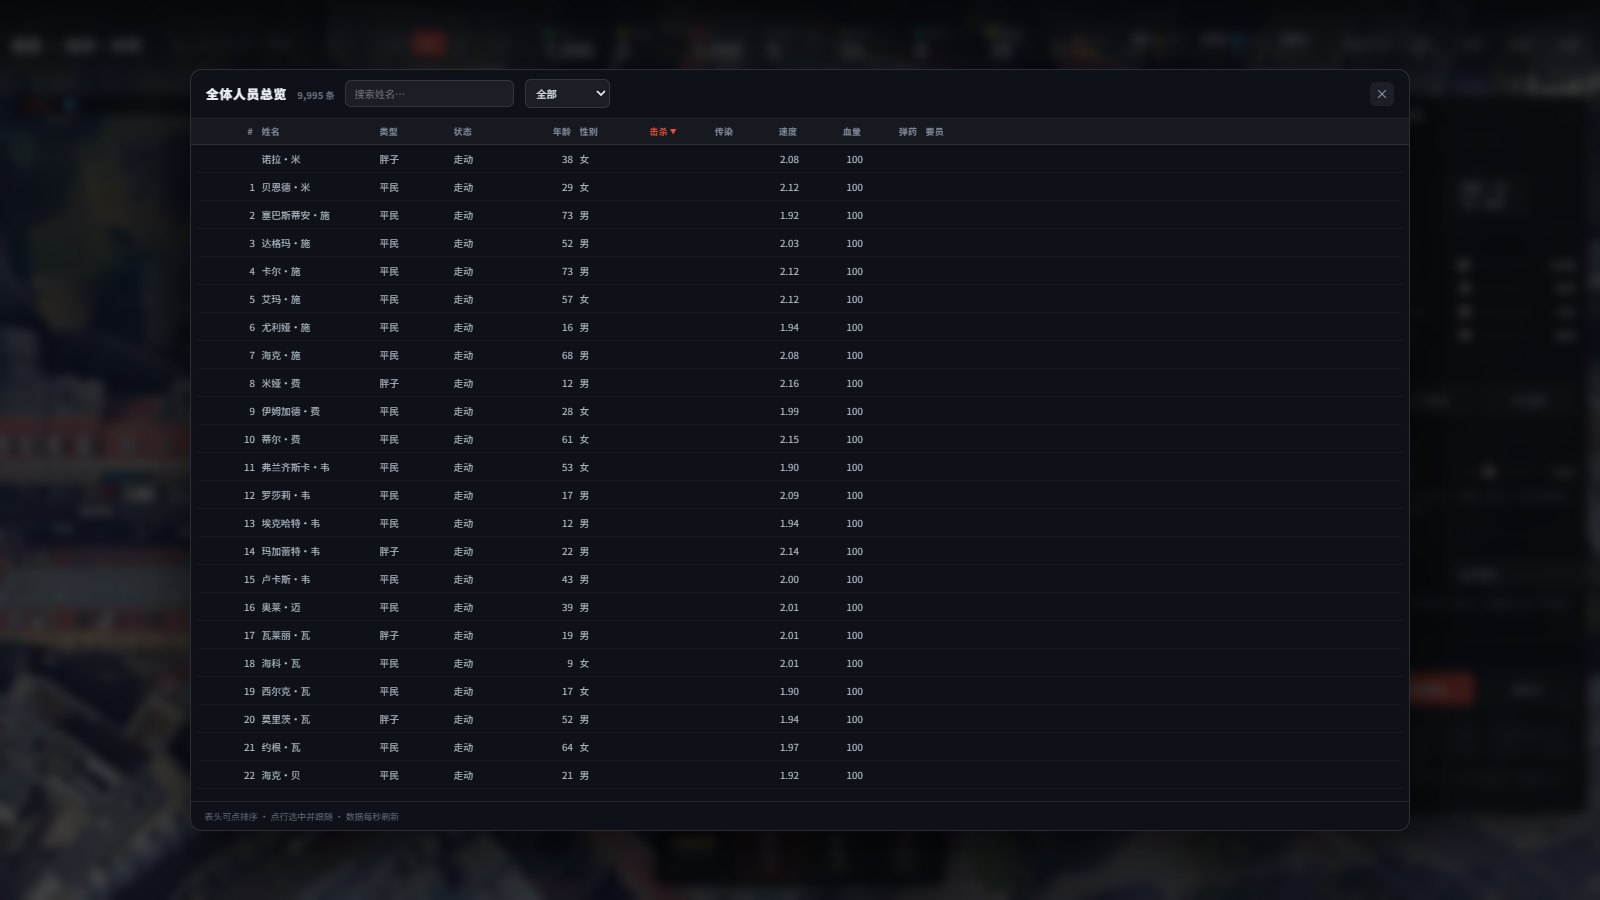 全体人员总览 9,995 条 搜索姓名… 全部
# 姓名 类型 状态 年龄 性别 击杀▼ 传染 速度 血量 弹药 要员
诺拉・米 胖子 走动 38 女 2.08 100
1 贝恩德・米 平民 走动 29 女 2.12 100
2 塞巴斯蒂安・施 平民 走动 73 男 1.92 100
3 达格玛・施 平民 走动 52 男 2.03 100
4 卡尔・施 平民 走动 73 男 2.12 100
5 艾玛・施 平民 走动 57 女 2.12 100
6 尤利娅・施 平民 走动 16 男 1.94 100
7 海克・施 平民 走动 68 男 2.08 100
8 米娅・费 胖子 走动 12 男 2.16 100
9 伊姆加德・费 平民 走动 28 女 1.99 100
10 蒂尔・费 平民 走动 61 女 2.15 100
11 弗兰齐斯卡・韦 平民 走动 53 女 1.90 100
12 罗莎莉・韦 平民 走动 17 男 2.09 100
13 埃克哈特・韦 平民 走动 12 男 1.94 100
14 玛加蕾特・韦 胖子 走动 22 男 2.14 100
15 卢卡斯・韦 平民 走动 43 男 2.00 100
16 奥莱・迈 平民 走动 39 男 2.01 100
17 瓦莱丽・瓦 胖子 走动 19 男 2.01 100
18 海科・瓦 平民 走动 9 女 2.01 100
19 西尔克・瓦 平民 走动 17 女 1.90 100
20 莫里茨・瓦 胖子 走动 52 男 1.94 100
21 约根・瓦 平民 走动 64 女 1.97 100
22 海克・贝 平民 走动 21 男 1.92 100
表头可点排序 · 点行选中并跟随 · 数据每秒刷新